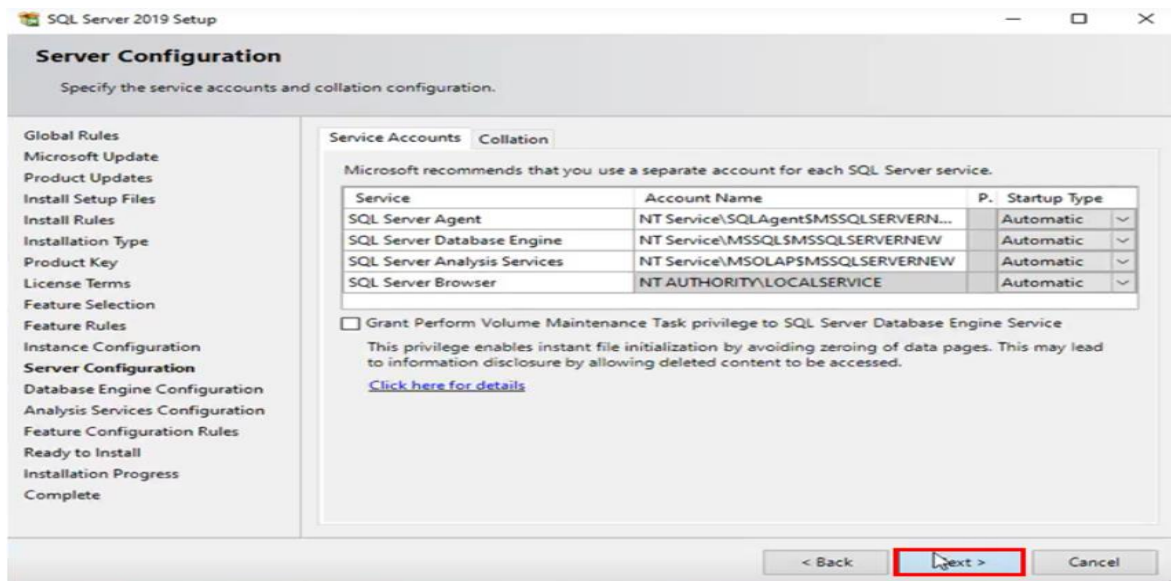 SQL Server 2019 Setup
Server Configuration
Specify the service accounts and collation configuration.
Global Rules
Microsoft Update
Product Updates
Install Setup Files
Install Rules
Installation Type
Product Key
License Terms
Feature Selection
Feature Rules
Instance Configuration
Server Configuration
Database Engine Configuration
Analysis Services Configuration
Feature Configuration Rules
Ready to Install
Installation Progress
Complete
Service Accounts Collation
Microsoft recommends that you use a separate account for each SQL Server service.
Service Account Name P. Startup Type
SQL Server Agent NT Service\SQLAgent$MSSQLSERVERN... Automatic
SQL Server Database Engine NT Service\MSSQL$MSSQLSERVERNEW Automatic
SQL Server Analysis Services NT Service\MSOLAP$MSSQLSERVERNEW Automatic
SQL Server Browser NT AUTHORITY\LOCALSERVICE Automatic
Grant Perform Volume Maintenance Task privilege to SQL Server Database Engine Service
This privilege enables instant file initialization by avoiding zeroing of data pages. This may lead
to information disclosure by allowing deleted content to be accessed.
Click here for details
< Back Next > Cancel